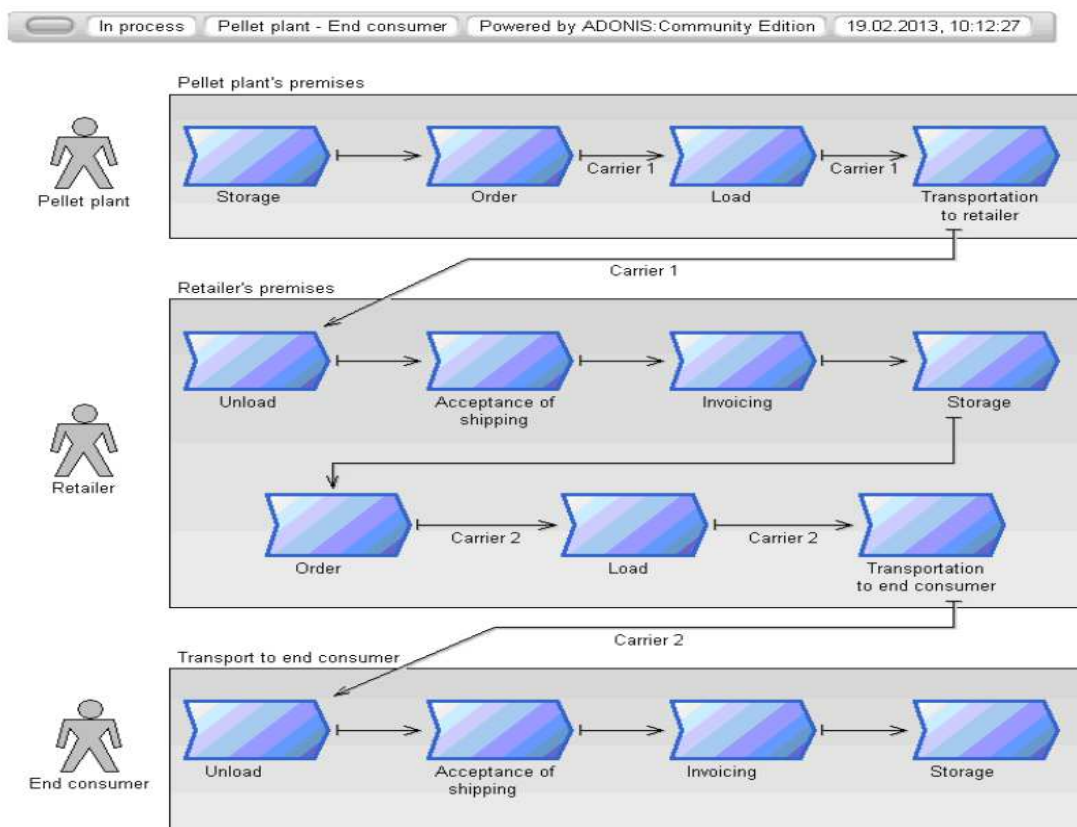 In process Pellet plant - End consumer Powered by ADONIS:Community Edition 19.02.2013, 10:12:27
Pellet plant's premises
Pellet plant
Storage
Order
Carrier 1
Load
Carrier 1
Transportation
to retailer
Carrier 1
Retailer's premises
Retailer
Unload
Acceptance of
shipping
Invoicing
Storage
Order
Carrier 2
Load
Carrier 2
Transportation
to end consumer
Carrier 2
Transport to end consumer
End consumer
Unload
Acceptance of
shipping
Invoicing
Storage